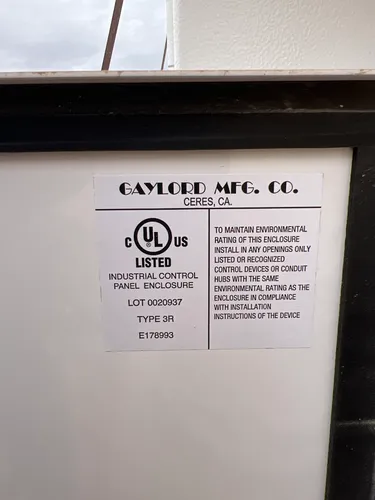 GAYLORD MFG. CO.
CERES, CA.
C UL US
LISTED
INDUSTRIAL CONTROL
PANEL ENCLOSURE
LOT 0020937
TYPE 3R
E178993
TO MAINTAIN ENVIRONMENTAL
RATING OF THIS ENCLOSURE
INSTALL IN ANY OPENINGS ONLY
LISTED OR RECOGNIZED
CONTROL DEVICES OR CONDUIT
HUBS WITH THE SAME
ENVIRONMENTAL RATING AS THE
ENCLOSURE IN COMPLIANCE
WITH INSTALLATION
INSTRUCTIONS OF THE DEVICE